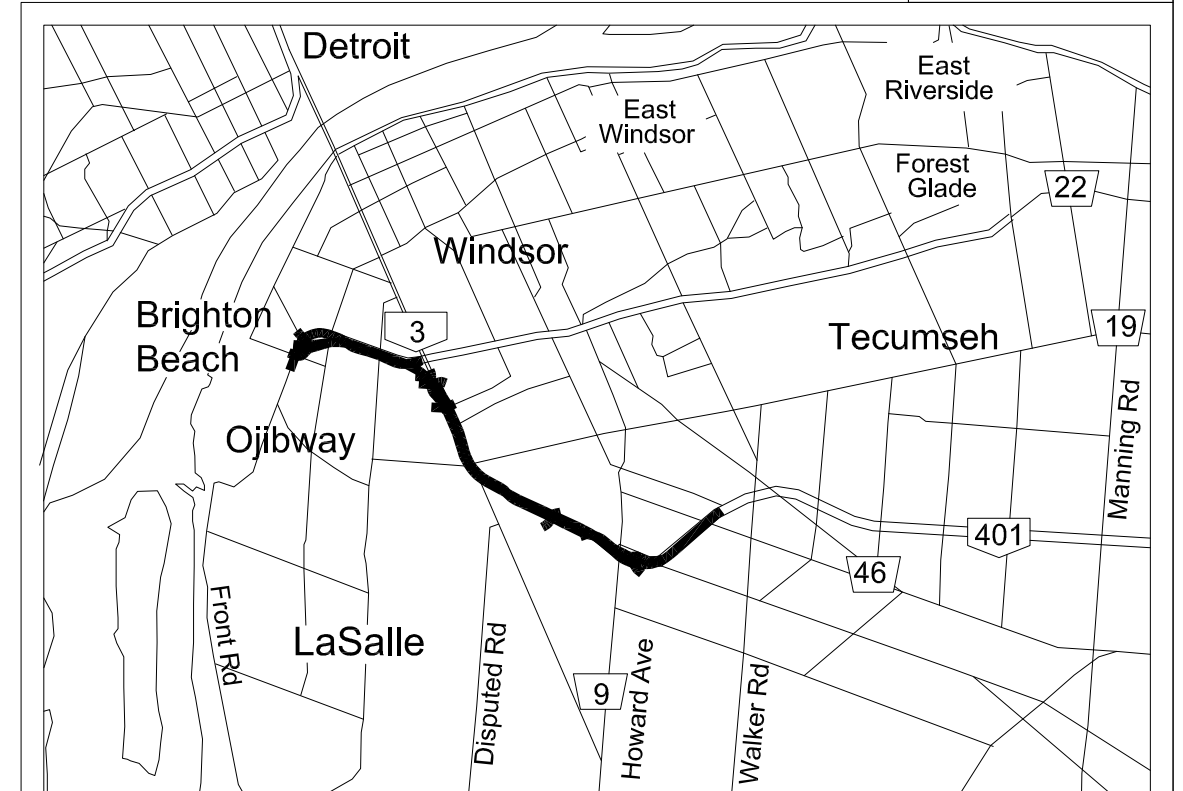 Detroit
East
Riverside
East
Windsor
Forest
Glade
22
Windsor
Brighton
Beach
3
19
Tecumseh
Manning Rd
Ojibway
401
46
Front Rd
LaSalle
Disputed Rd
9
Howard Ave
Walker Rd